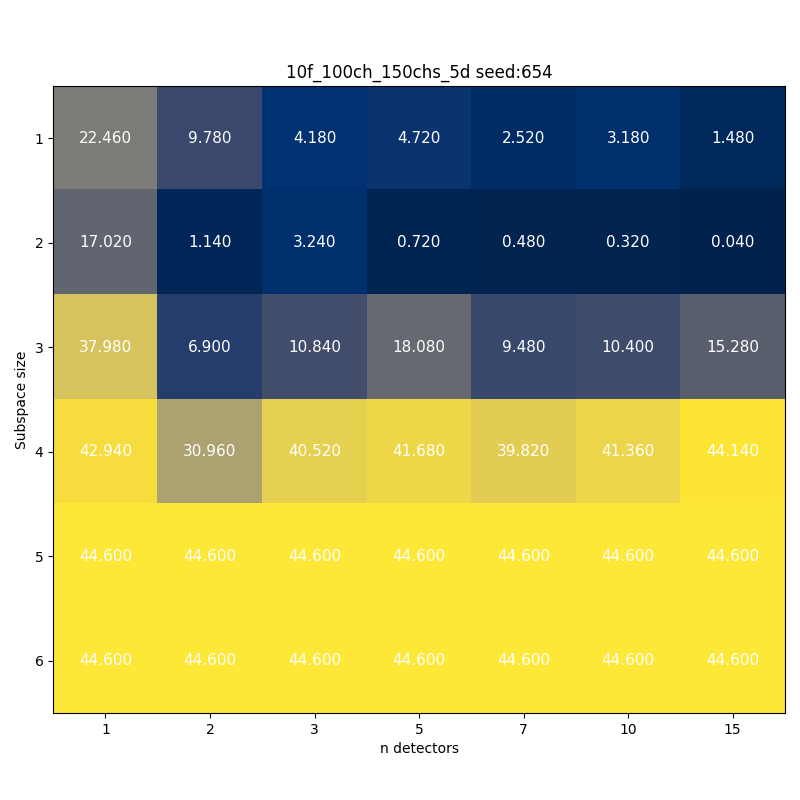 10f_100ch_150chs_5d seed:654
1 22.460 9.780 4.180 4.720 2.520 3.180 1.480
2 17.020 1.140 3.240 0.720 0.480 0.320 0.040
3 37.980 6.900 10.840 18.080 9.480 10.400 15.280
4 42.940 30.960 40.520 41.680 39.820 41.360 44.140
5 44.600 44.600 44.600 44.600 44.600 44.600 44.600
6 44.600 44.600 44.600 44.600 44.600 44.600 44.600
Subspace size
1 2 3 5 7 10 15
n detectors